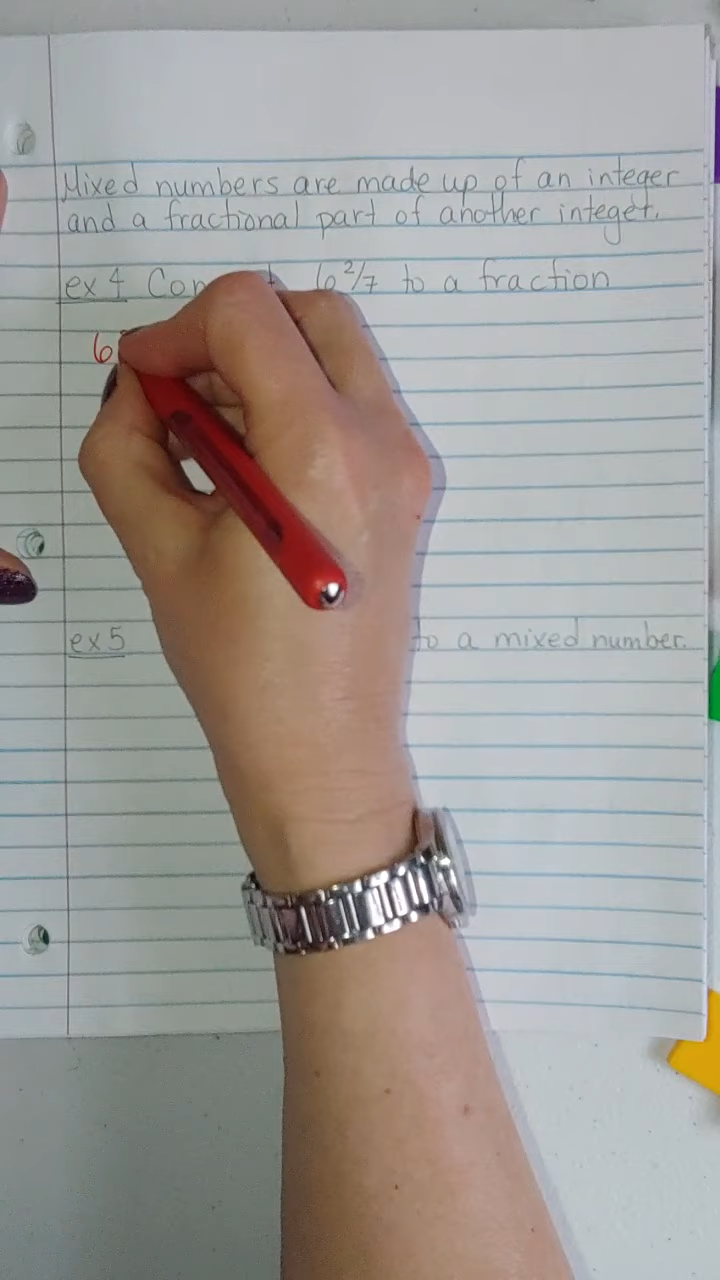 Mixed numbers are made up of an integer
and a fractional part of another integer.
ex 4 Con t 6 2/7 to a fraction
6
ex 5 to a mixed number.